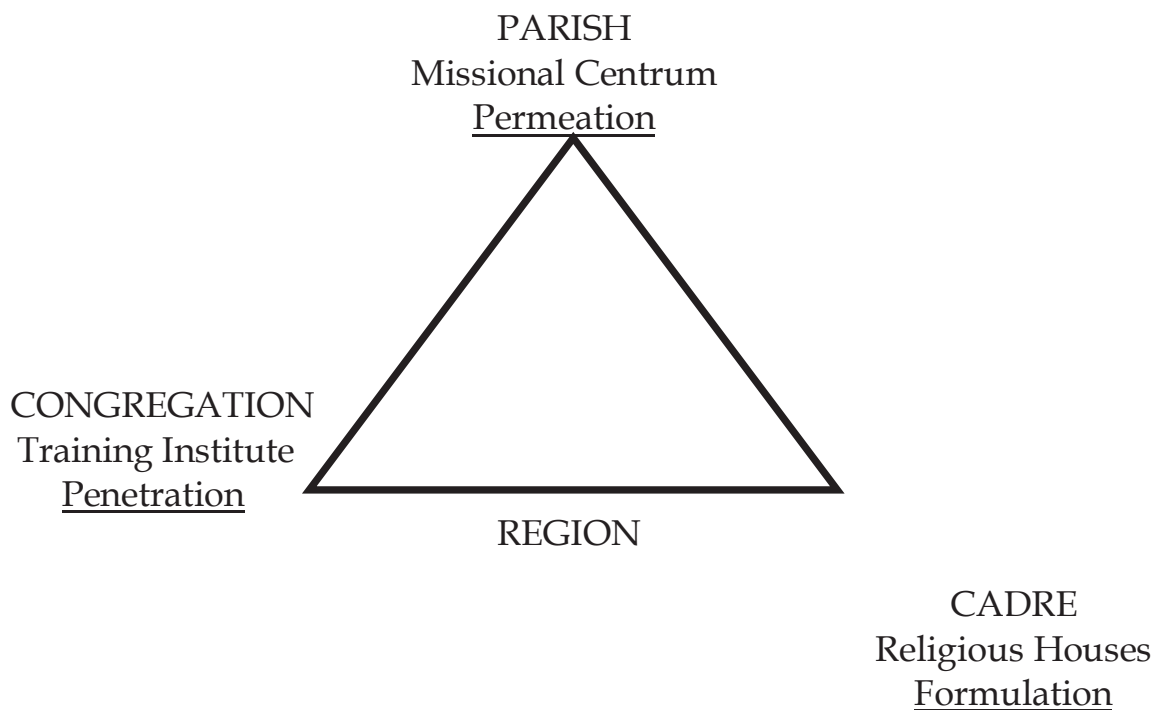 PARISH
Missional Centrum
Permeation
CONGREGATION
Training Institute
Penetration
REGION
CADRE
Religious Houses
Formulation